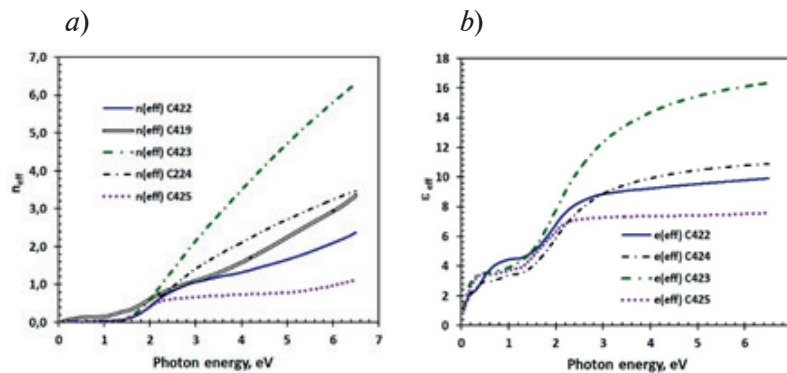 a)
7,0
6,0
5,0
4,0
3,0
2,0
1,0
0,0
n eff
n(eff) C422
n(eff) C419
n(eff) C423
n(eff) C224
n(eff) C425
0 1 2 3 4 5 6 7
Photon energy, eV
b)
18
16
14
12
10
8
6
4
2
0
ε eff
e(eff) C422
e(eff) C424
e(eff) C423
e(eff) C425
0 1 2 3 4 5 6
Photon energy, eV